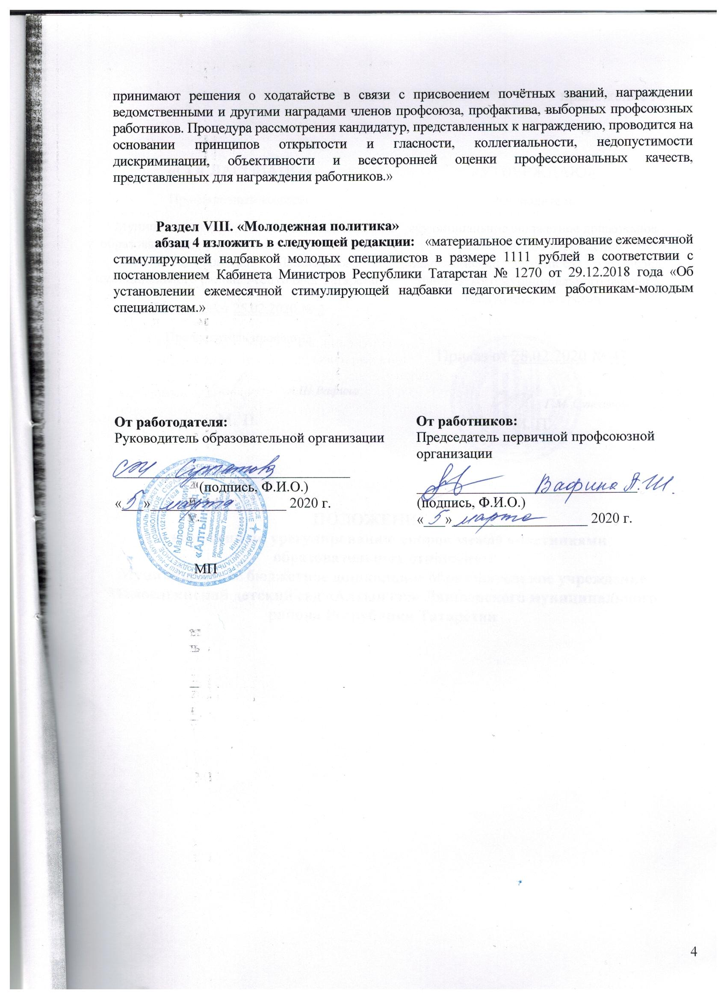 принимают решения о ходатайстве в связи с присвоением почётных званий, награждении
ведомственными и другими наградами членов профсоюза, профактива, выборных профсоюзных
работников. Процедура рассмотрения кандидатур, представленных к награждению, проводится на
основании принципов открытости и гласности, коллегиальности, недопустимости
дискриминации, объективности и всесторонней оценки профессиональных качеств,
представленных для награждения работников.»
Раздел VIII. «Молодежная политика»
абзац 4 изложить в следующей редакции: «материальное стимулирование ежемесячной
стимулирующей надбавкой молодых специалистов в размере 1111 рублей в соответствии с
постановлением Кабинета Министров Республики Татарстан № 1270 от 29.12.2018 года «Об
установлении ежемесячной стимулирующей надбавки педагогическим работникам-молодым
специалистам.»
От работодателя:
Руководитель образовательной организации
(подпись, Ф.И.О.)
«5» марта 2020 г.
Малоелгинский
детский
«Алтын
МП
От работников:
Председатель первичной профсоюзной
организации
Вафина А.Ш.
(подпись, Ф.И.О.)
«5» марта 2020 г.
4